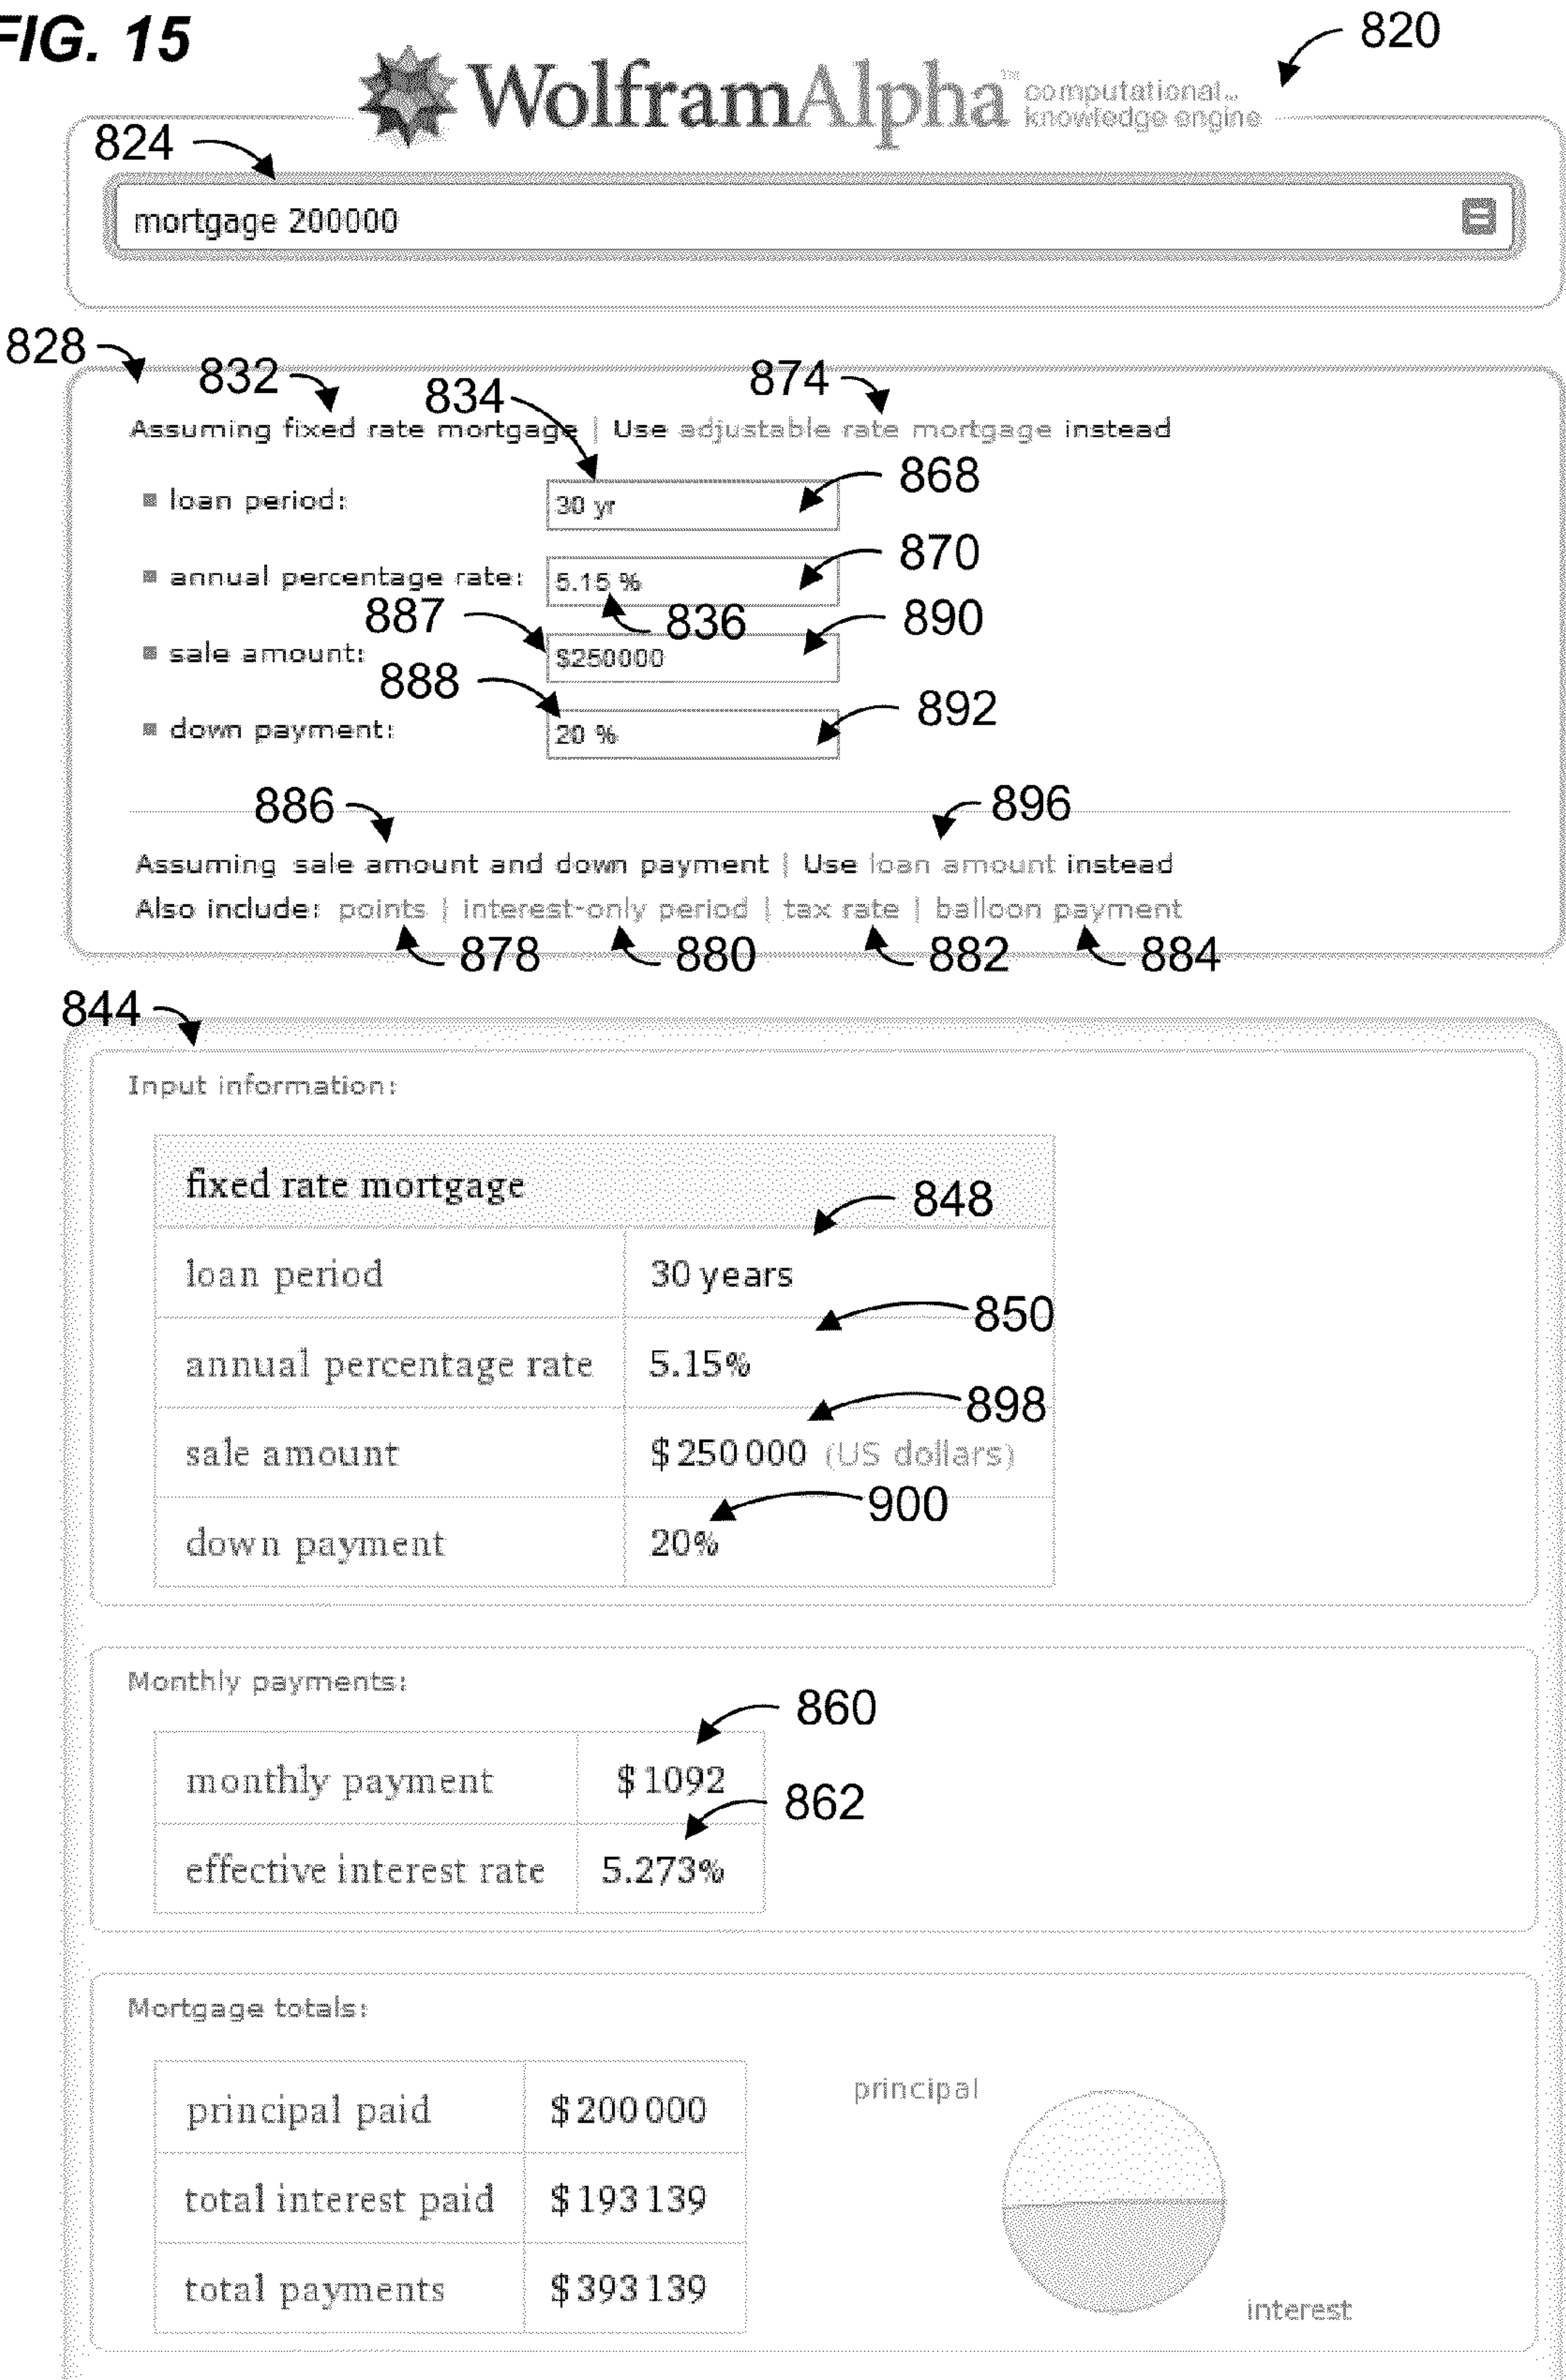 FIG. 15
820
WolframAlpha™ computational
knowledge engine
824
mortgage 200000
828
832
834
874
Assuming fixed rate mortgage | Use adjustable rate mortgage instead
868
loan period: 30 yr
870
annual percentage rate: 5.15 %
887
836
890
sale amount: $250000
888
892
down payment: 20 %
886
896
Assuming sale amount and down payment | Use loan amount instead
Also include: points | interest-only period | tax rate | balloon payment
878
880
882
884
844
Input information:
fixed rate mortgage
848
loan period 30 years
850
annual percentage rate 5.15%
898
sale amount $250000 (US dollars)
900
down payment 20%
Monthly payments:
860
monthly payment $1092
862
effective interest rate 5.273%
Mortgage totals:
principal
principal paid $200000
total interest paid $193139
total payments $393139
interest